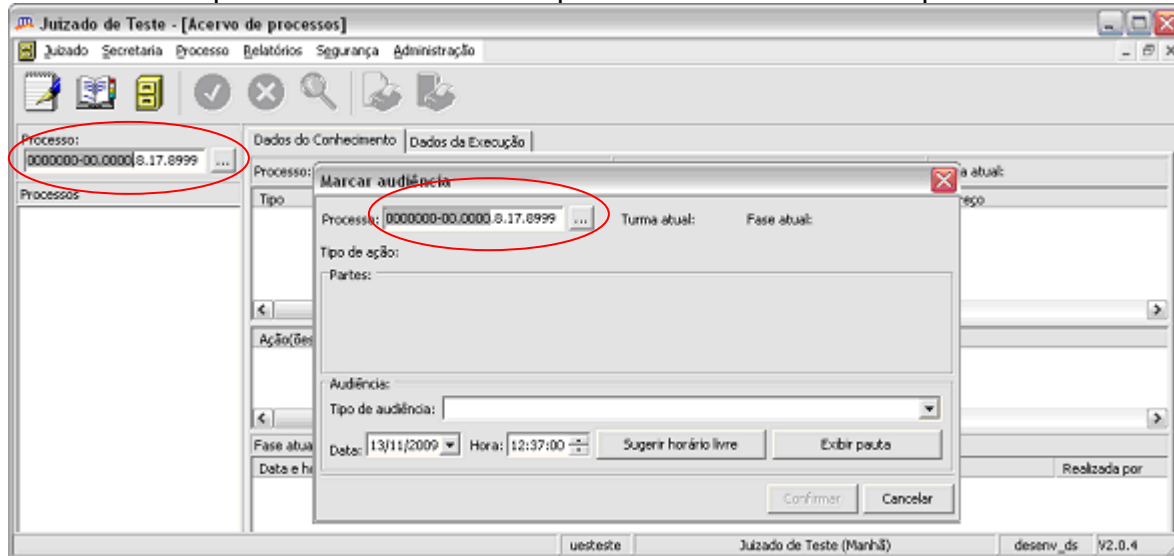 Juizado de Teste - [Acervo de processos]
Juizado Secretaria Processo Relatórios Segurança Administração
Processo:
0000000-00.0000.8.17.8999 ...
Processos
Dados do Conhecimento Dados da Execução
Processo: a atual:
Tipo
Marcar audiência
Processo: 0000000-00.0000.8.17.8999 ... Turma atual: Fase atual:
Tipo de ação:
Partes:
Ação(ões
Audiência:
Tipo de audiência:
Data: 13/11/2009 Hora: 12:37:00 Sugerir horário livre Exibir pauta
Fase atua
Data e h Realizada por
Confirmar Cancelar
uesteste Juizado de Teste (Manhã) desenv_ds V2.0.4